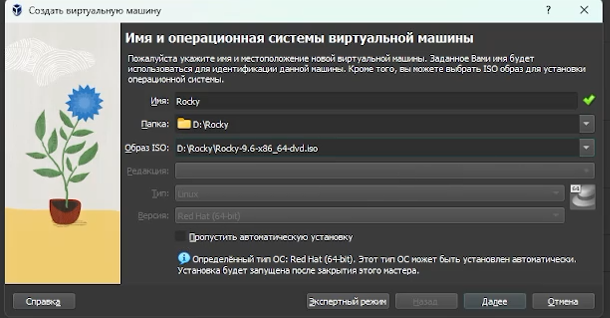 Создать виртуальную машину
Имя и операционная системы виртуальной машины
Пожалуйста укажите имя и местоположение новой виртуальной машины. Заданное Вами имя будет
использоваться для идентификации данной машины. Кроме того, вы можете выбрать ISO образ для установки
операционной системы.
Имя: Rocky
Папка: D:\Rocky
Образ ISO: D:\Rocky\Rocky-9.6-x86_64-dvd.iso
Редакция:
Тип: Linux
64
Версия: Red Hat (64-bit)
Пропустить автоматическую установку
Определённый тип ОС: Red Hat (64-bit). Этот тип ОС может быть установлен автоматически.
Установка будет запущена после закрытия этого мастера.
Справка Экспертный режим Назад Далее Отмена